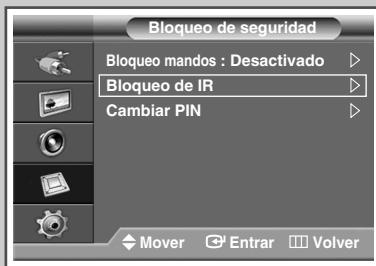 Bloqueo de seguridad
Bloqueo mandos : Desactivado
Bloqueo de IR
Cambiar PIN
Mover Entrar Volver